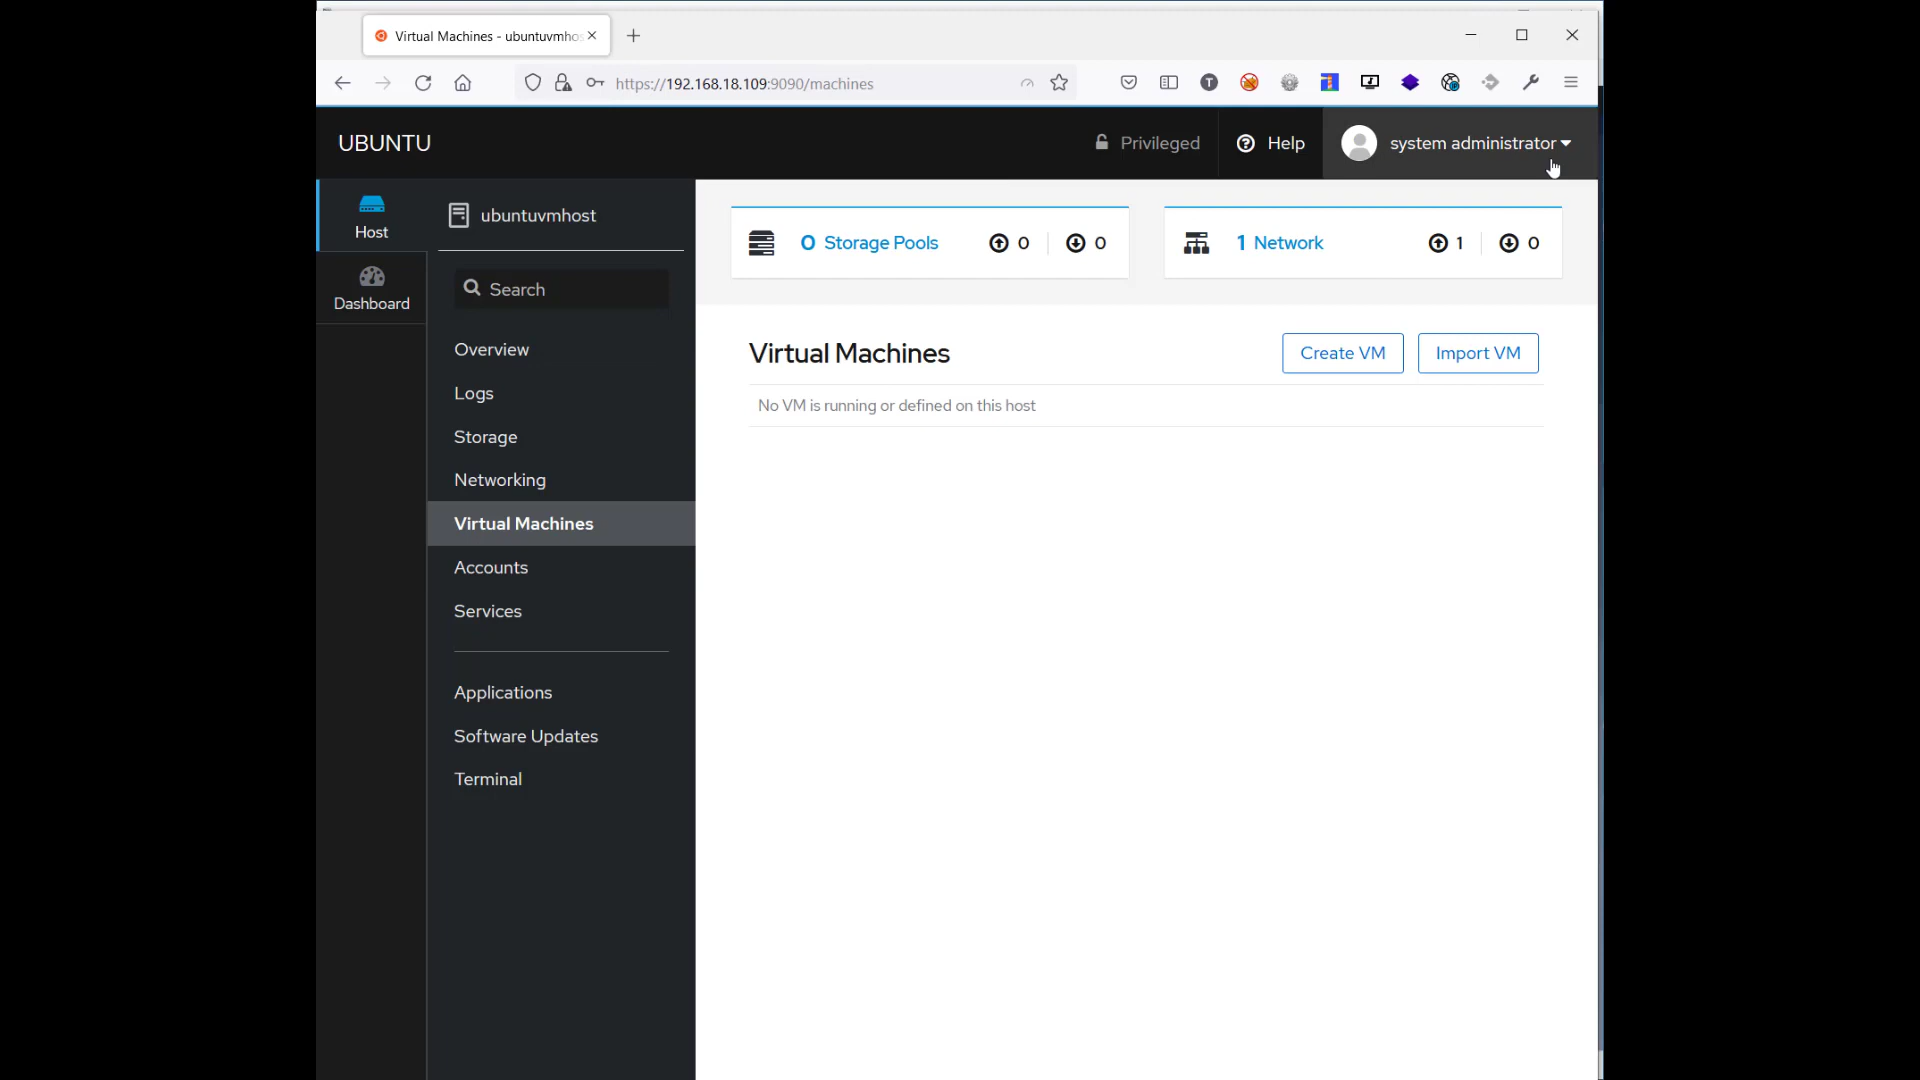 Virtual Machines - ubuntuvmhos
https://192.168.18.109:9090/machines
UBUNTU
Privileged
Help
system administrator
Host
Dashboard
ubuntuvmhost
Search
Overview
Logs
Storage
Networking
Virtual Machines
Accounts
Services
Applications
Software Updates
Terminal
0 Storage Pools 0 0
1 Network 1 0
Virtual Machines
Create VM
Import VM
No VM is running or defined on this host